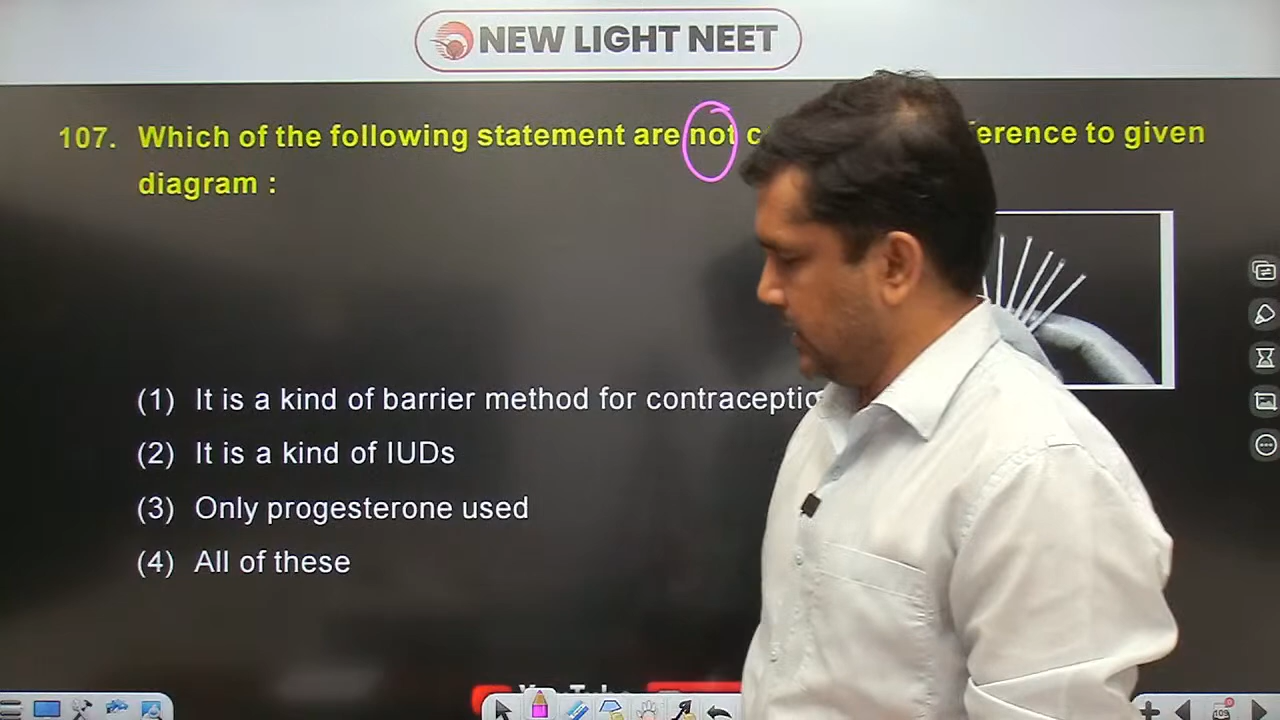 NEW LIGHT NEET
107. Which of the following statement are not erence to given
diagram :
(1) It is a kind of barrier method for
(2) It is a kind of IUDs
(3) Only progesterone used
(4) All of these